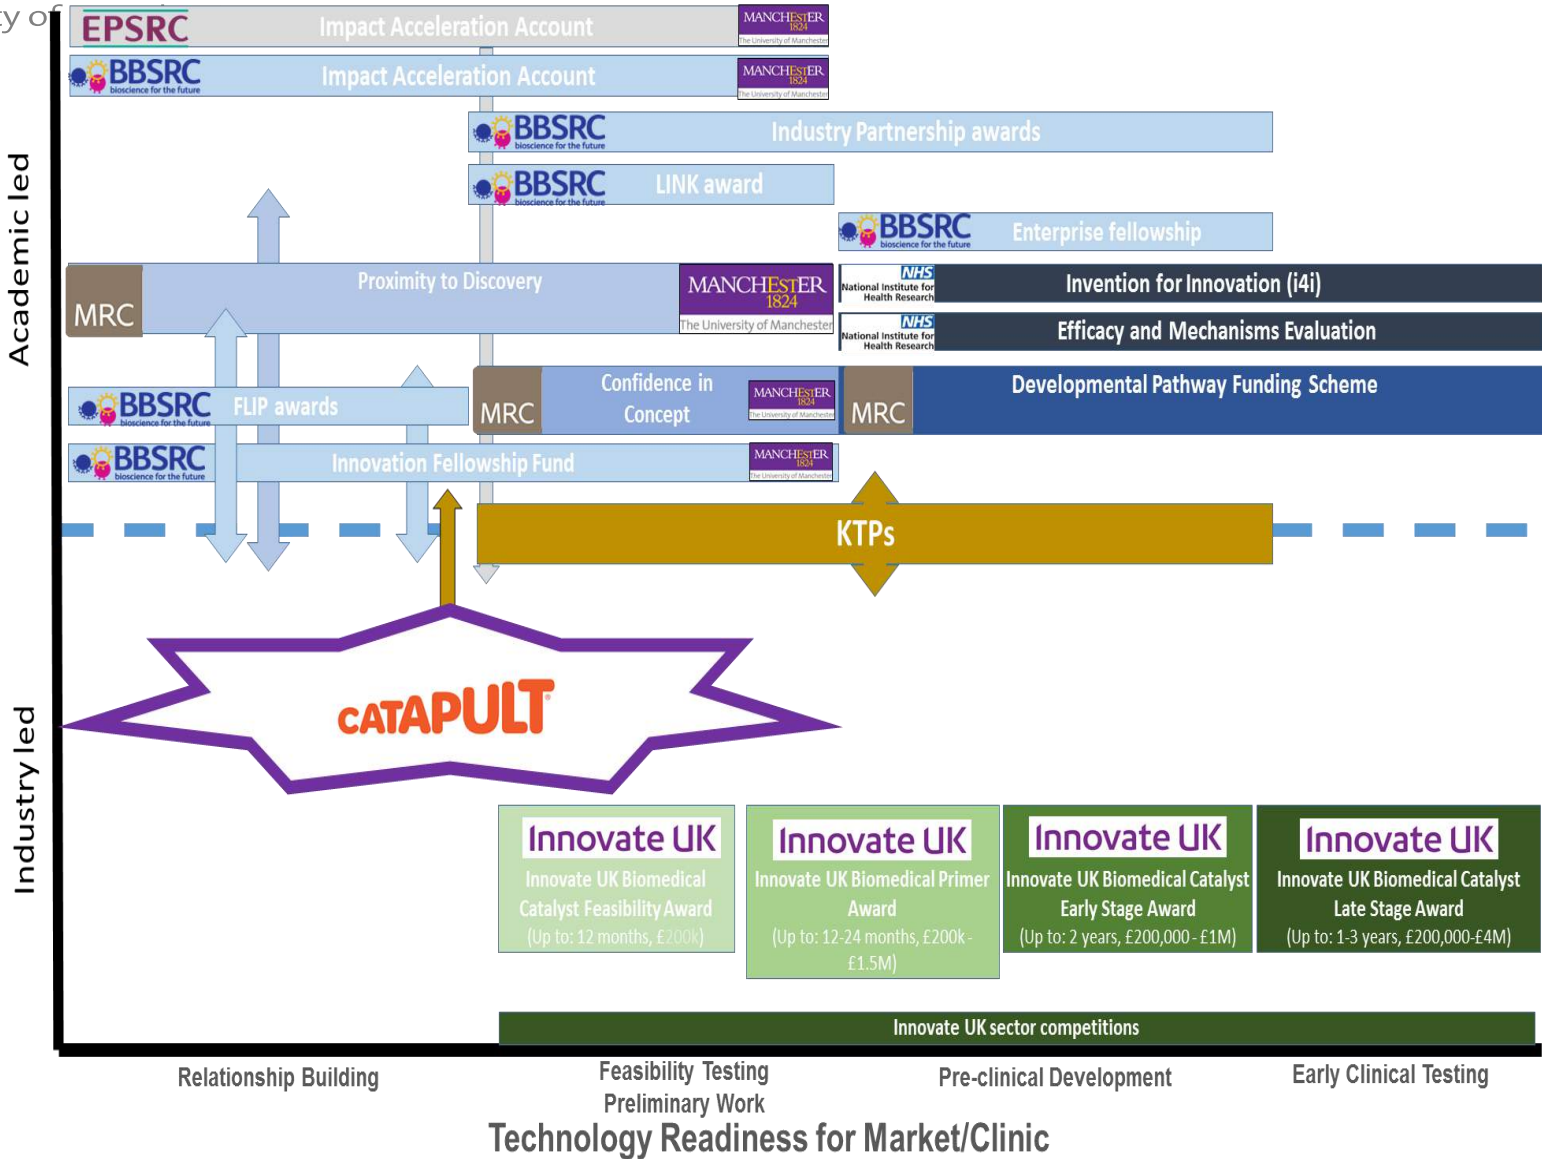 ty of
EPSRC
Impact Acceleration Account
MANCHESTER
1824
The University of Manchester
BBSRC
bioscience for the future
Impact Acceleration Account
MANCHESTER
1824
The University of Manchester
BBSRC
bioscience for the future
Industry Partnership awards
BBSRC
bioscience for the future
LINK award
BBSRC
bioscience for the future
Enterprise fellowship
Academic led
MRC
Proximity to Discovery
MANCHESTER
1824
The University of Manchester
NHS
National Institute for
Health Research
Invention for Innovation (i4i)
NHS
National Institute for
Health Research
Efficacy and Mechanisms Evaluation
BBSRC
bioscience for the future
FLIP awards
MRC
Confidence in
Concept
MANCHESTER
1824
The University of Manchester
MRC
Developmental Pathway Funding Scheme
BBSRC
bioscience for the future
Innovation Fellowship Fund
MANCHESTER
1824
The University of Manchester
KTPs
CATAPULT
Industry led
Innovate UK
Innovate UK Biomedical
Catalyst Feasibility Award
(Up to: 12 months, £200k)
Innovate UK
Innovate UK Biomedical Primer
Award
(Up to: 12-24 months, £200k -
£1.5M)
Innovate UK
Innovate UK Biomedical Catalyst
Early Stage Award
(Up to: 2 years, £200,000 - £1M)
Innovate UK
Innovate UK Biomedical Catalyst
Late Stage Award
(Up to: 1-3 years, £200,000-£4M)
Innovate UK sector competitions
Relationship Building
Feasibility Testing
Preliminary Work
Pre-clinical Development
Early Clinical Testing
Technology Readiness for Market/Clinic